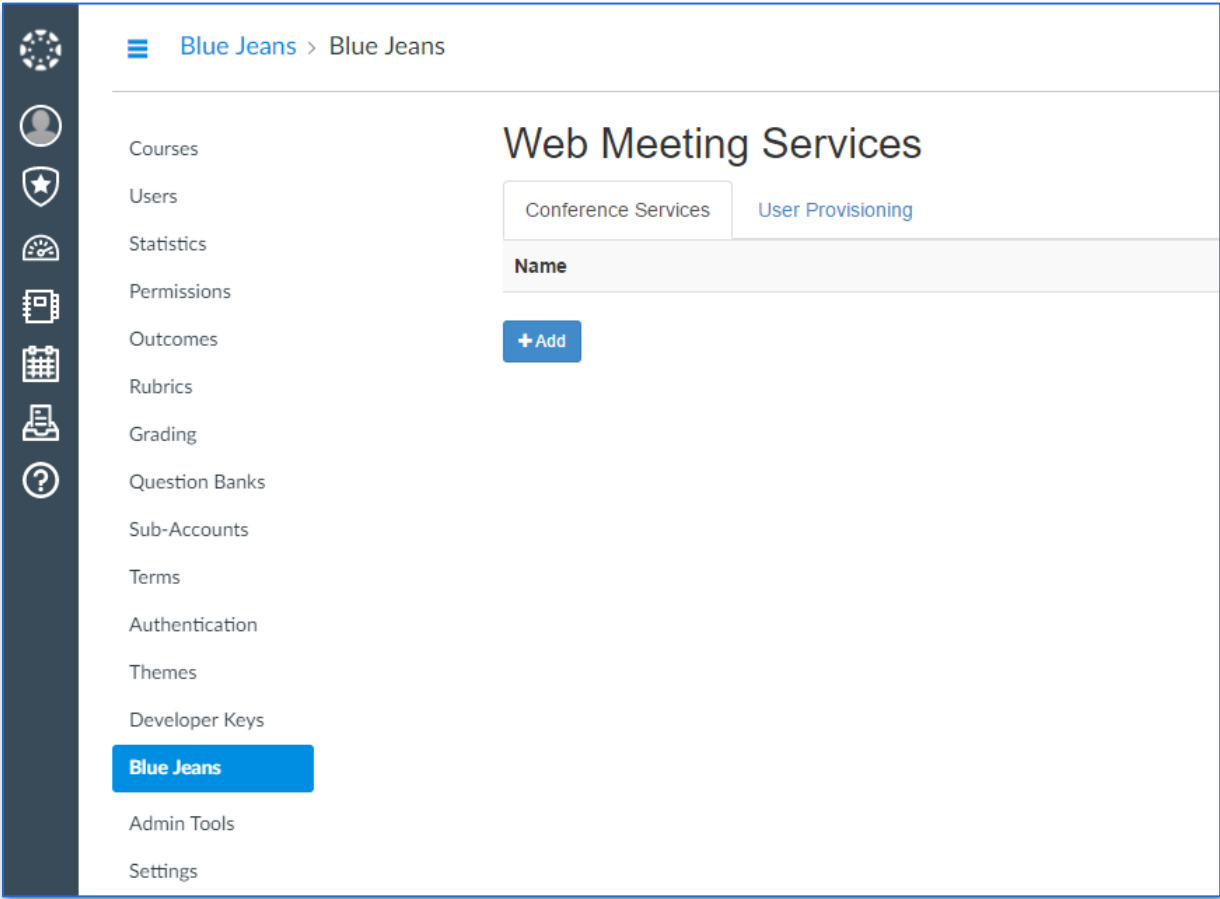 Blue Jeans > Blue Jeans
Courses
Users
Statistics
Permissions
Outcomes
Rubrics
Grading
Question Banks
Sub-Accounts
Terms
Authentication
Themes
Developer Keys
Blue Jeans
Admin Tools
Settings
Web Meeting Services
Conference Services User Provisioning
Name
+ Add